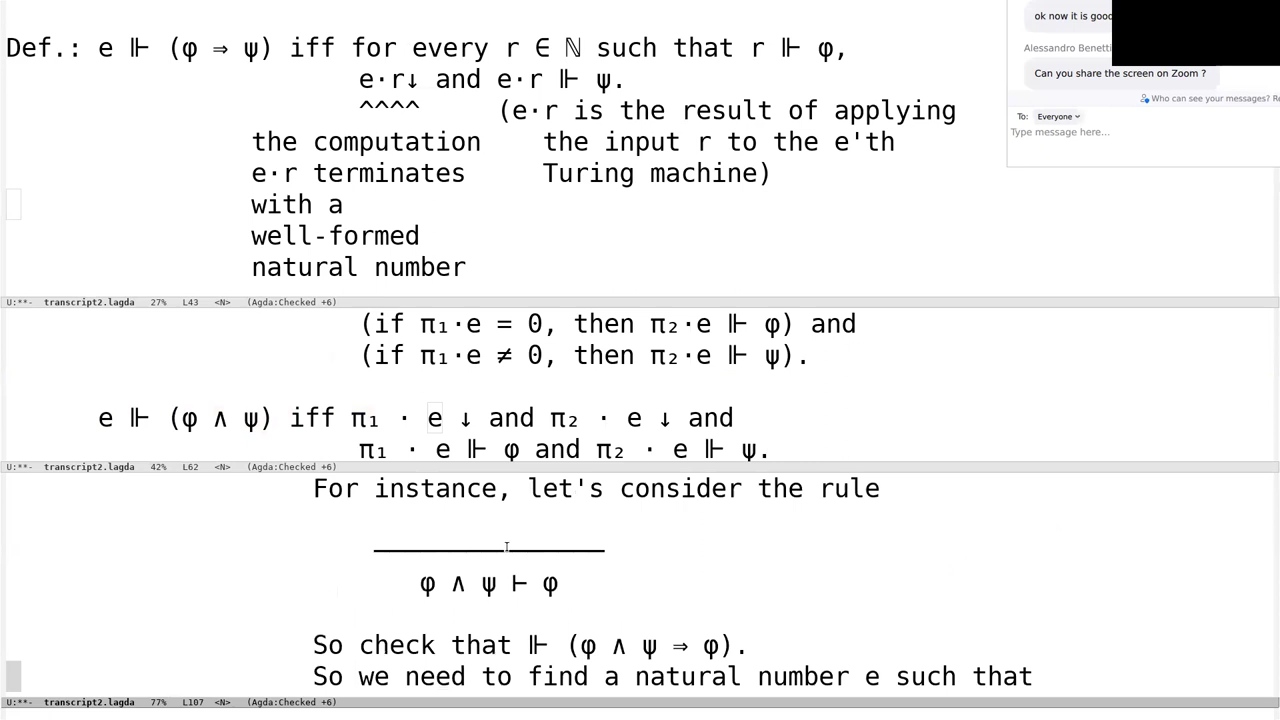 Def.: e ⊩ (φ ⇒ ψ) iff for every r ∈ ℕ such that r ⊩ φ,
e·r↓ and e·r ⊩ ψ.
^^^^ (e·r is the result of applying
the computation the input r to the e'th
e·r terminates Turing machine)
with a
well-formed
natural number
U:**- transcript2.lagda 27% L43 <N> (Agda:Checked +6)
(if π₁·e = 0, then π₂·e ⊩ φ) and
(if π₁·e ≠ 0, then π₂·e ⊩ ψ).
e ⊩ (φ ∧ ψ) iff π₁ · e ↓ and π₂ · e ↓ and
π₁ · e ⊩ φ and π₂ · e ⊩ ψ.
U:**- transcript2.lagda 42% L62 <N> (Agda:Checked +6)
For instance, let's consider the rule
φ ∧ ψ ⊢ φ
So check that ⊩ (φ ∧ ψ ⇒ φ).
So we need to find a natural number e such that
U:**- transcript2.lagda 77% L107 <N> (Agda:Checked +6)
ok now it is
Alessandro
Can you share the screen on Zoom ?
Who can see your messages?
To: Everyone
Type message here...